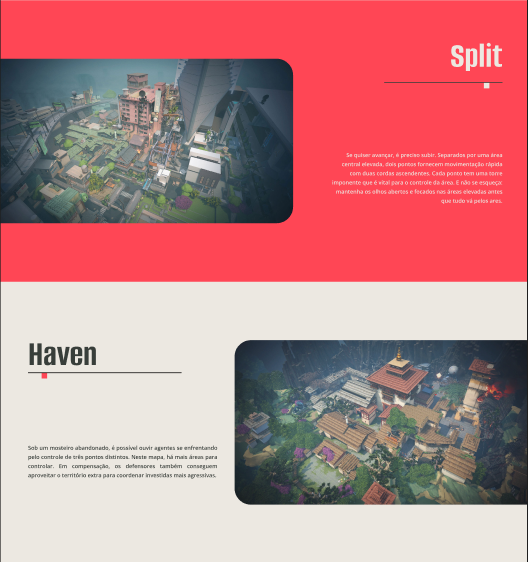 Split
Se quiser avançar, é preciso subir. Separados por uma área
central elevada, dois pontos fornecem movimentação rápida
com duas cordas ascendentes. Cada ponto tem uma torre
imponente que é vital para o controle da área. E não se esqueça:
mantenha os olhos abertos e focados nas áreas elevadas antes
que tudo vá pelos ares.
Haven
Sob um mosteiro abandonado, é possível ouvir agentes se enfrentando
pelo controle de três pontos distintos. Neste mapa, há mais áreas para
controlar. Em compensação, os defensores também conseguem
aproveitar o território extra para coordenar investidas mais agressivas.